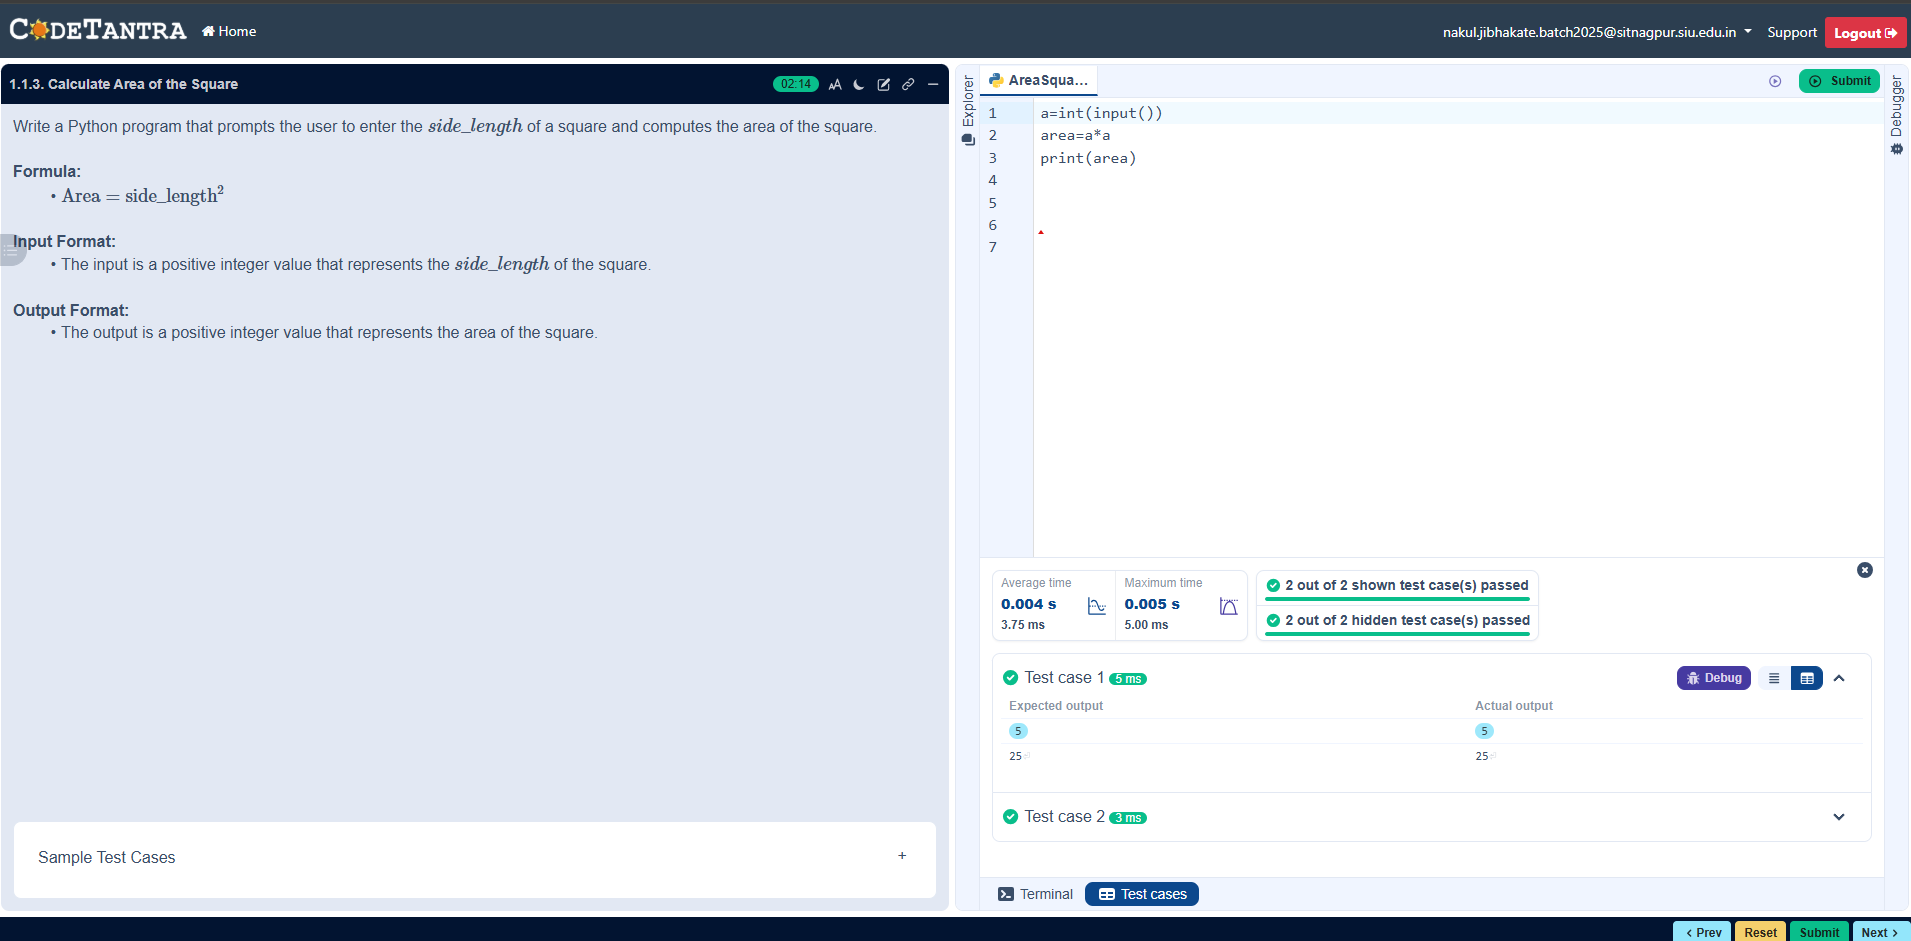 CODETANTRA Home
nakul.jibhakate.batch2025@sitnagpur.siu.edu.in Support Logout
1.1.3. Calculate Area of the Square 02:14 AA
Write a Python program that prompts the user to enter the side_length of a square and computes the area of the square.
Formula:
• Area = side_length²
Input Format:
• The input is a positive integer value that represents the side_length of the square.
Output Format:
• The output is a positive integer value that represents the area of the square.
Sample Test Cases +
Explorer
AreaSqua...
Submit
Debugger
1 a=int(input())
2 area=a*a
3 print(area)
4
5
6
7
Average time
0.004 s
3.75 ms
Maximum time
0.005 s
5.00 ms
2 out of 2 shown test case(s) passed
2 out of 2 hidden test case(s) passed
Test case 1 5 ms
Debug
Expected output Actual output
5 5
25 25
Test case 2 3 ms
Terminal Test cases
< Prev Reset Submit Next >